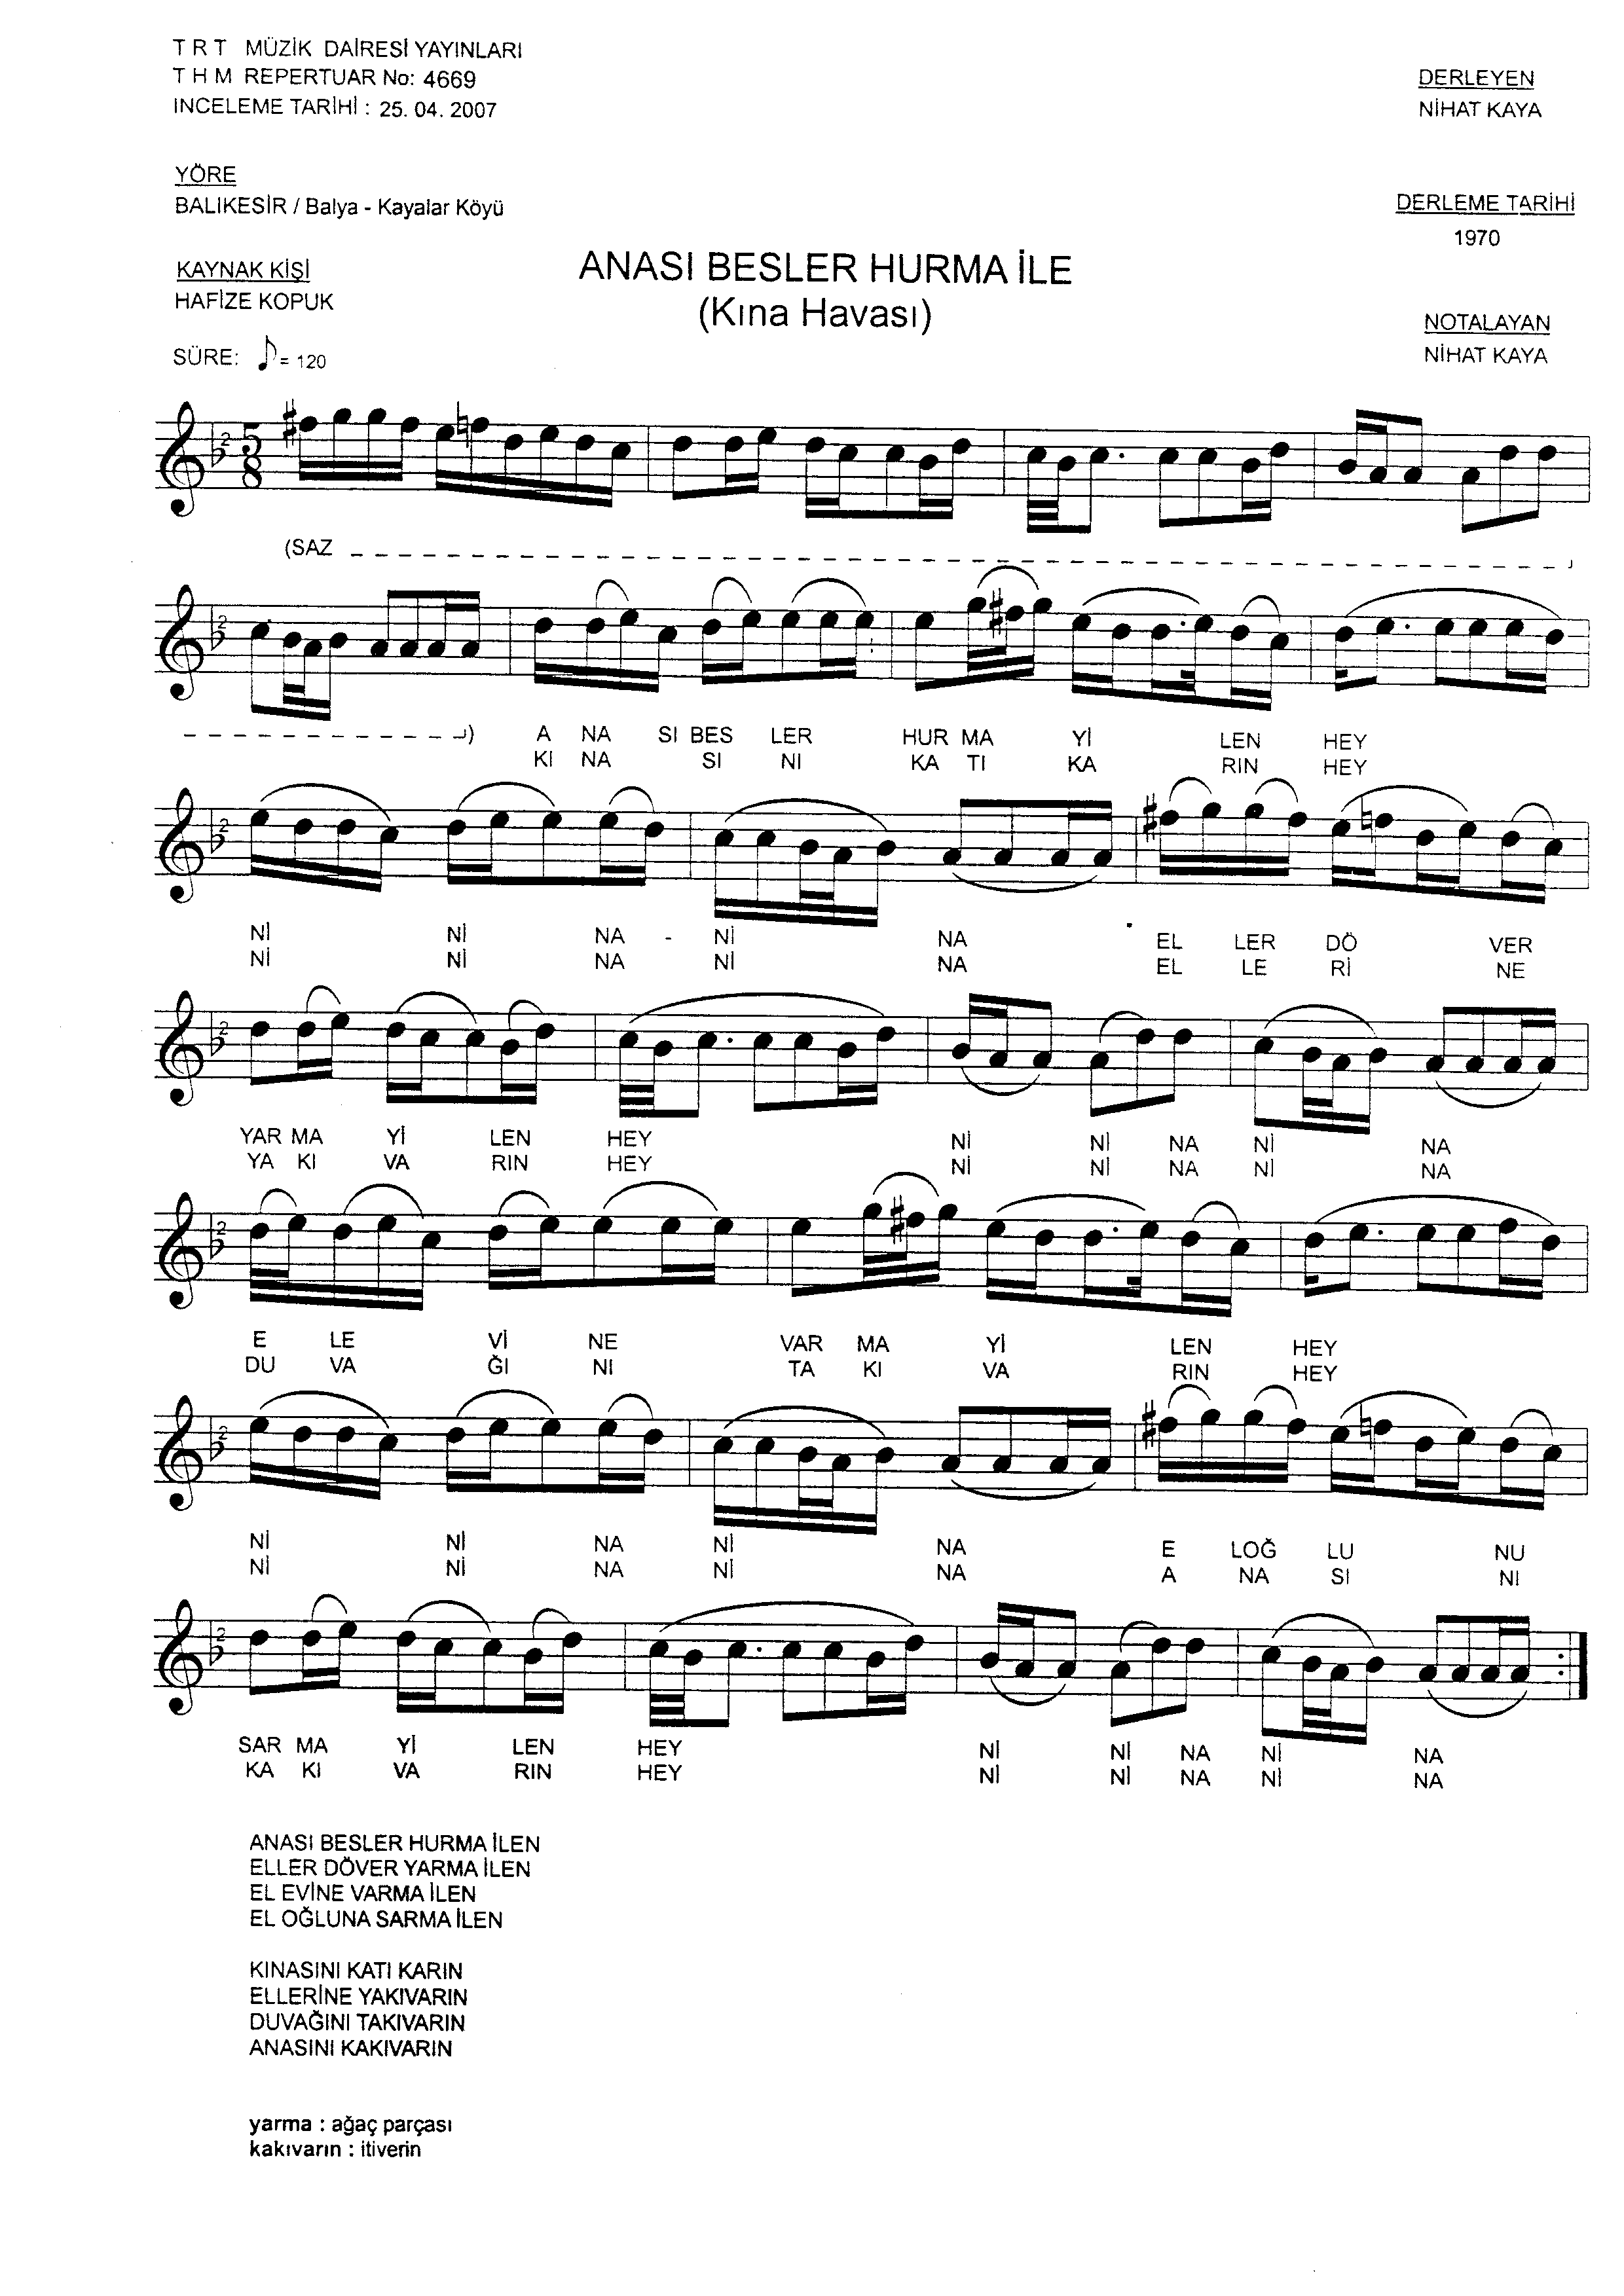 T R T MÜZİK DAİRESİ YAYINLARI
T H M REPERTUAR No: 4669
INCELEME TARİHİ : 25. 04. 2007
DERLEYEN
NİHAT KAYA
YÖRE
BALIKESİR / Balya - Kayalar Köyü
DERLEME TARİHİ
1970
KAYNAK KİŞİ
HAFİZE KOPUK
ANASI BESLER HURMA İLE
(Kına Havası)
NOTALAYAN
NİHAT KAYA
SÜRE: ♪ = 120
2 5 8
(SAZ
)
A NA SI BES LER HUR MA Yİ LEN HEY
KI NA SI NI KA TI KA RIN HEY
2
Nİ Nİ NA - Nİ NA EL LER DÖ VER
Nİ Nİ NA Nİ NA EL LE Rİ NE
2
YAR MA Yİ LEN HEY Nİ Nİ NA Nİ NA
YA KI VA RIN HEY Nİ Nİ NA Nİ NA
2
E LE Vİ NE VAR MA Yİ LEN HEY
DU VA ĞI NI TA KI VA RIN HEY
2
Nİ Nİ NA Nİ NA E LOĞ LU NU
Nİ Nİ NA Nİ NA A NA SI NI
2
SAR MA Yİ LEN HEY Nİ Nİ NA Nİ NA
KA KI VA RIN HEY Nİ Nİ NA Nİ NA
ANASI BESLER HURMA İLEN
ELLER DÖVER YARMA İLEN
EL EVİNE VARMA İLEN
EL OĞLUNA SARMA İLEN
KINASINI KATI KARIN
ELLERİNE YAKIVARIN
DUVAĞINI TAKIVARIN
ANASINI KAKIVARIN
yarma : ağaç parçası
kakıvarın : itiverin